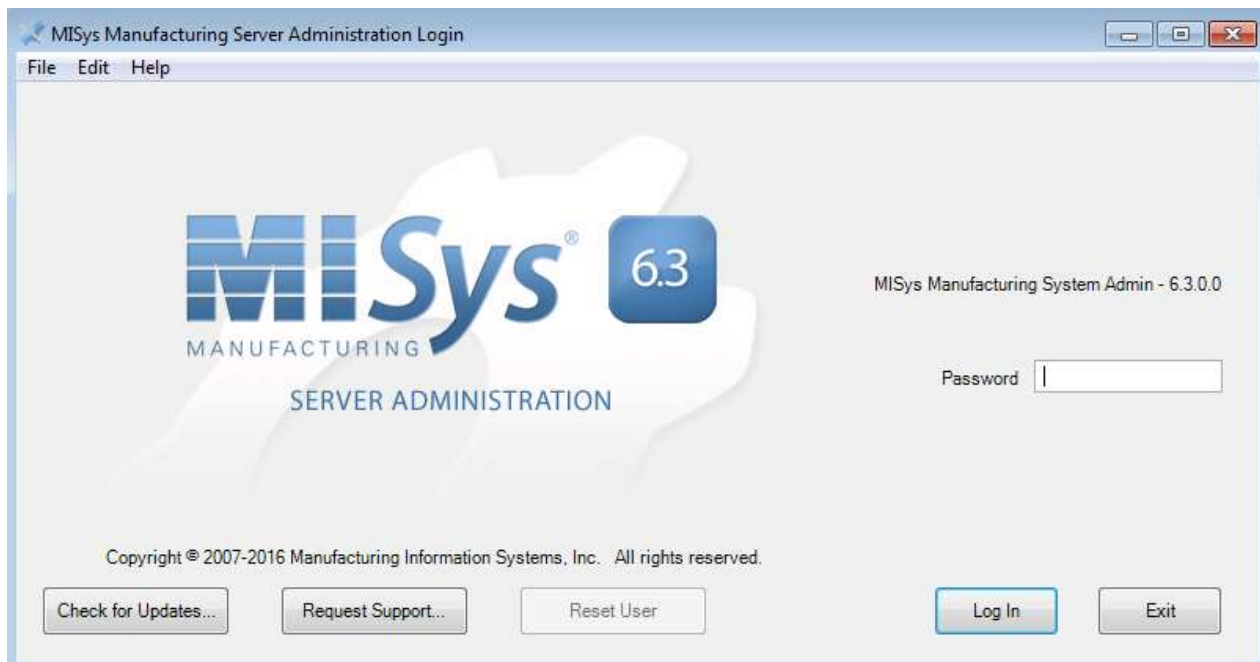 MISys Manufacturing Server Administration Login
File Edit Help
MISys® 6.3
MANUFACTURING
SERVER ADMINISTRATION
MISys Manufacturing System Admin - 6.3.0.0
Password
Copyright © 2007-2016 Manufacturing Information Systems, Inc. All rights reserved.
Check for Updates... Request Support... Reset User Log In Exit